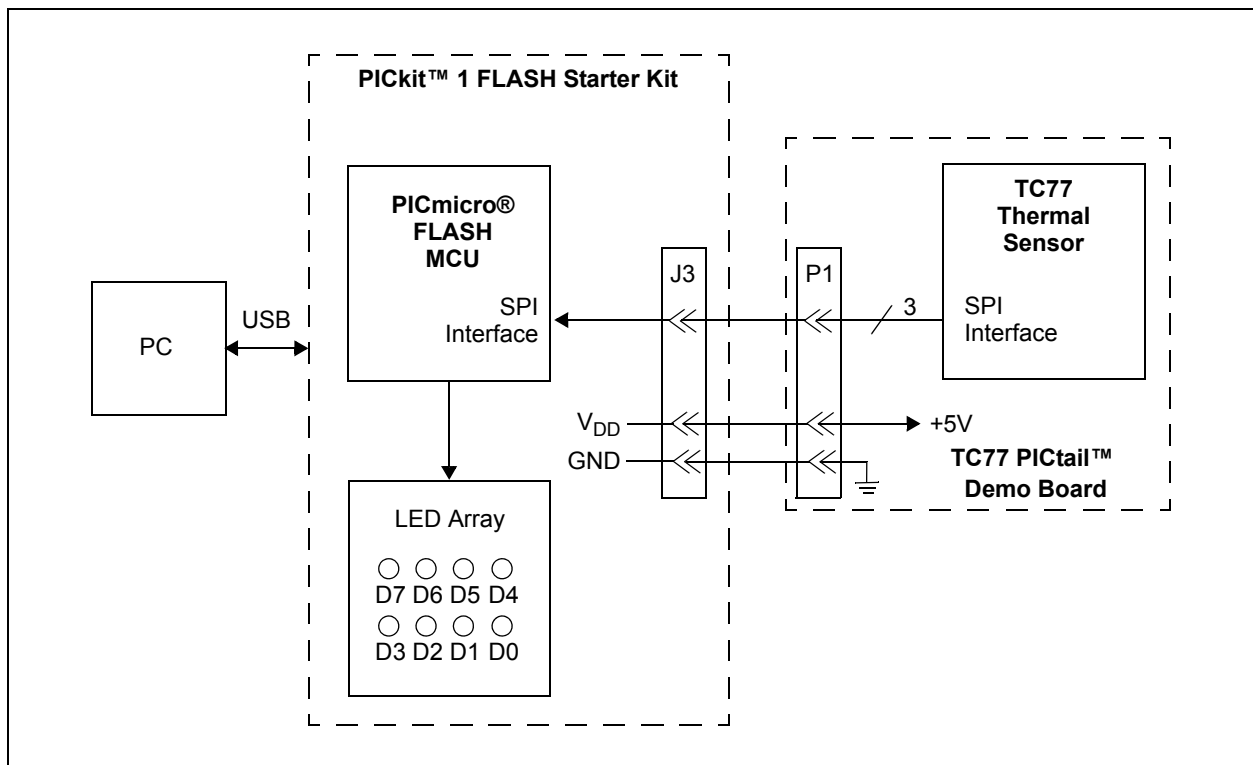 PICkit™ 1 FLASH Starter Kit
PICmicro®
FLASH
MCU
SPI
Interface
PC
USB
J3
P1
3
TC77
Thermal
Sensor
SPI
Interface
VDD
GND
+5V
TC77 PICtail™
Demo Board
LED Array
D7 D6 D5 D4
D3 D2 D1 D0